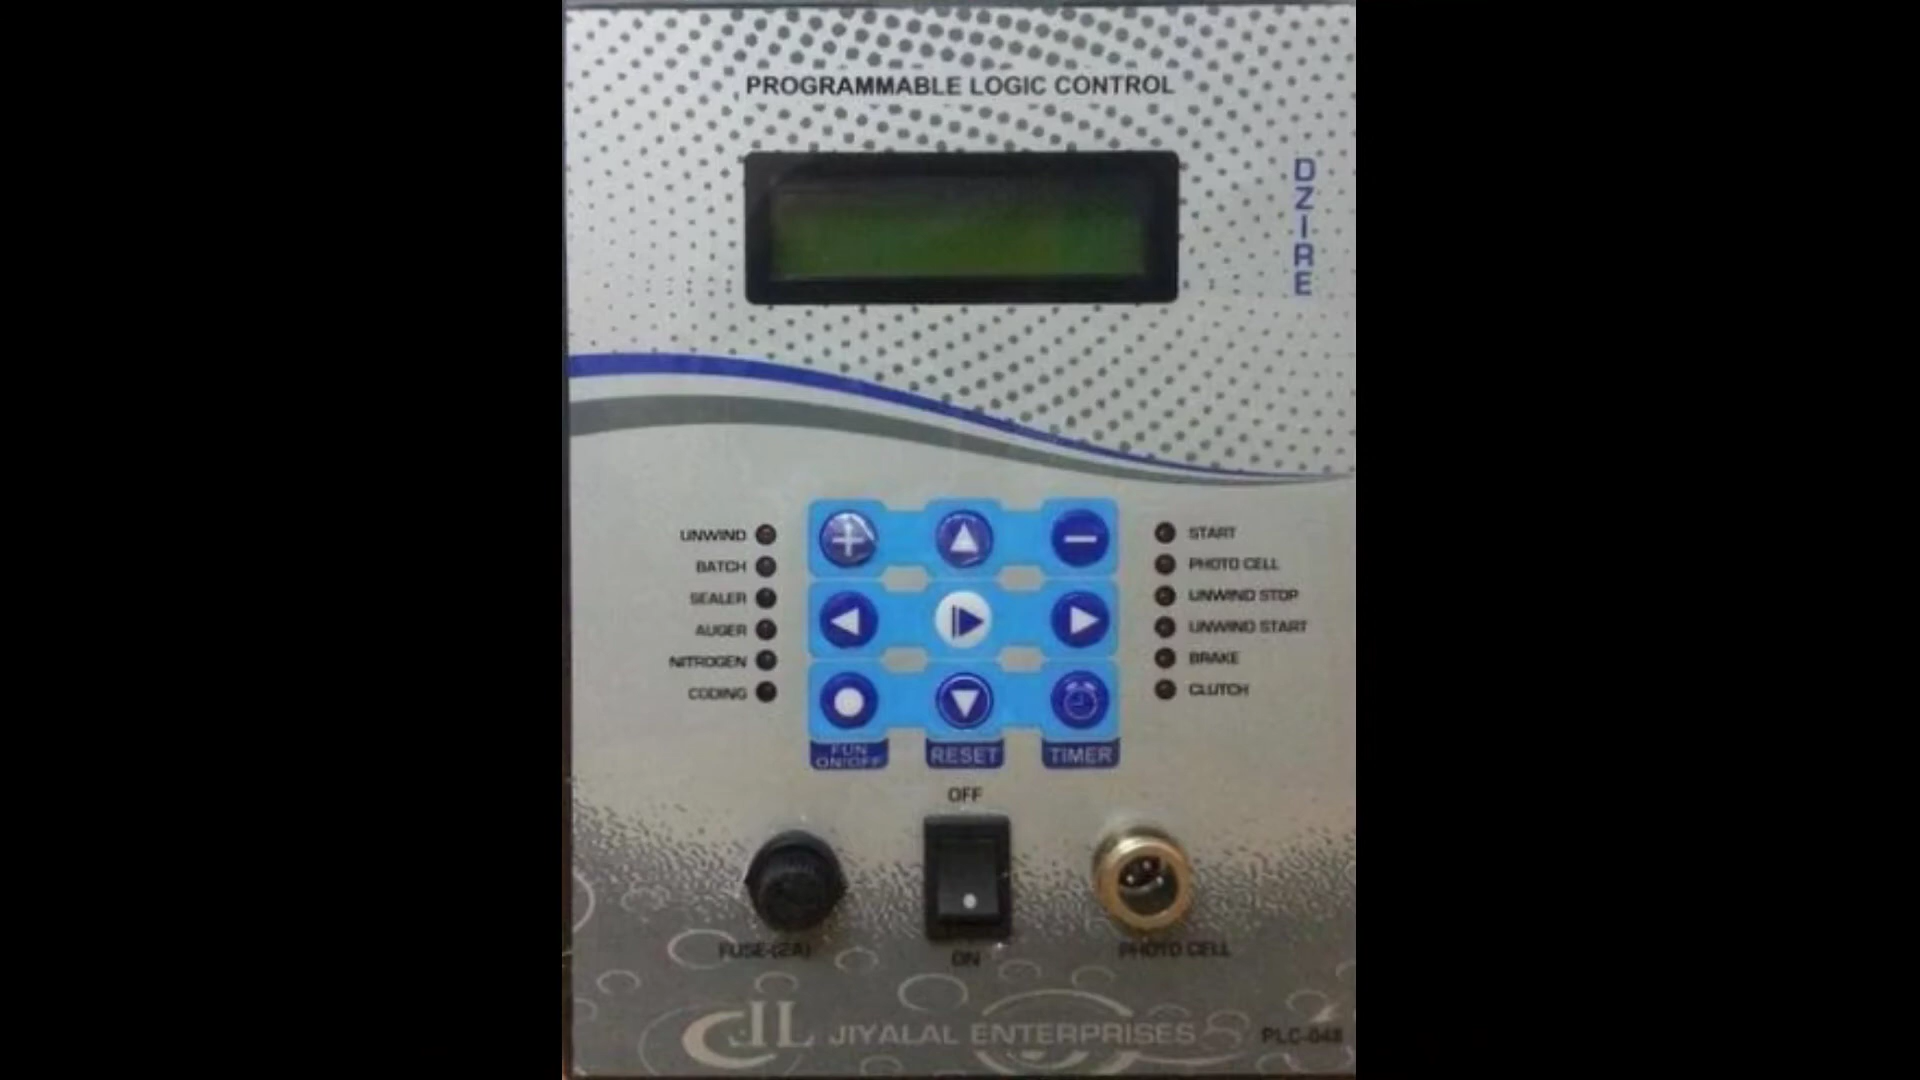 PROGRAMMABLE LOGIC CONTROL
DZIRE
UNWIND
BATCH
SEALER
AUGER
NITROGEN
CODING
START
PHOTO CELL
UNWIND STOP
UNWIND START
BRAKE
CLUTCH
FUN
ON/OFF
RESET
TIMER
OFF
ON
FUSE-(2A)
PHOTO CELL
JL JIYALAL ENTERPRISES
PLC-048